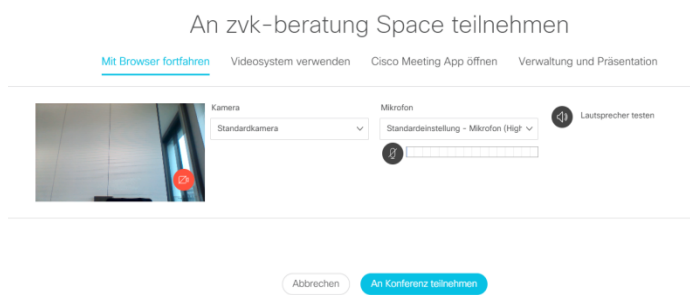 An zvk-beratung Space teilnehmen
Mit Browser fortfahren Videosystem verwenden Cisco Meeting App öffnen Verwaltung und Präsentation
Kamera Mikrofon
Standardkamera Standardeinstellung - Mikrofon (High Lautsprecher testen
Abbrechen An Konferenz teilnehmen